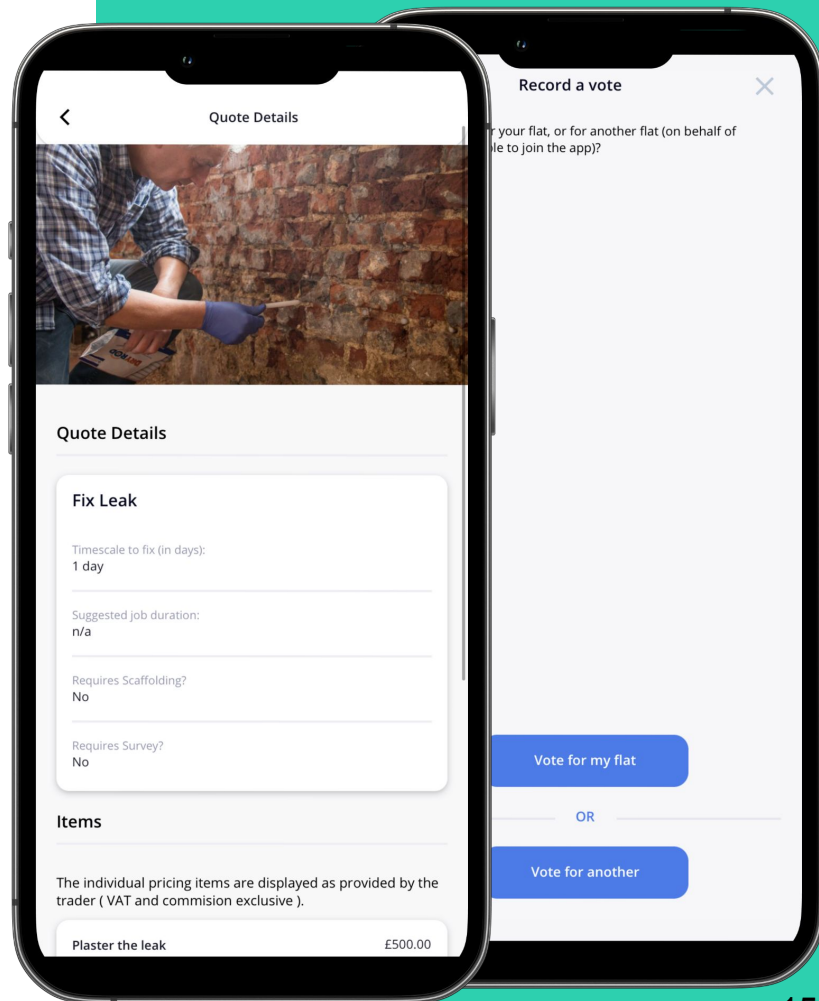 Quote Details
Quote Details
Fix Leak
Timescale to fix (in days):
1 day
Suggested job duration:
n/a
Requires Scaffolding?
No
Requires Survey?
No
Items
The individual pricing items are displayed as provided by the
trader ( VAT and commision exclusive ).
Plaster the leak £500.00
Record a vote
your flat, or for another flat (on behalf of
to join the app)?
Vote for my flat
OR
Vote for another